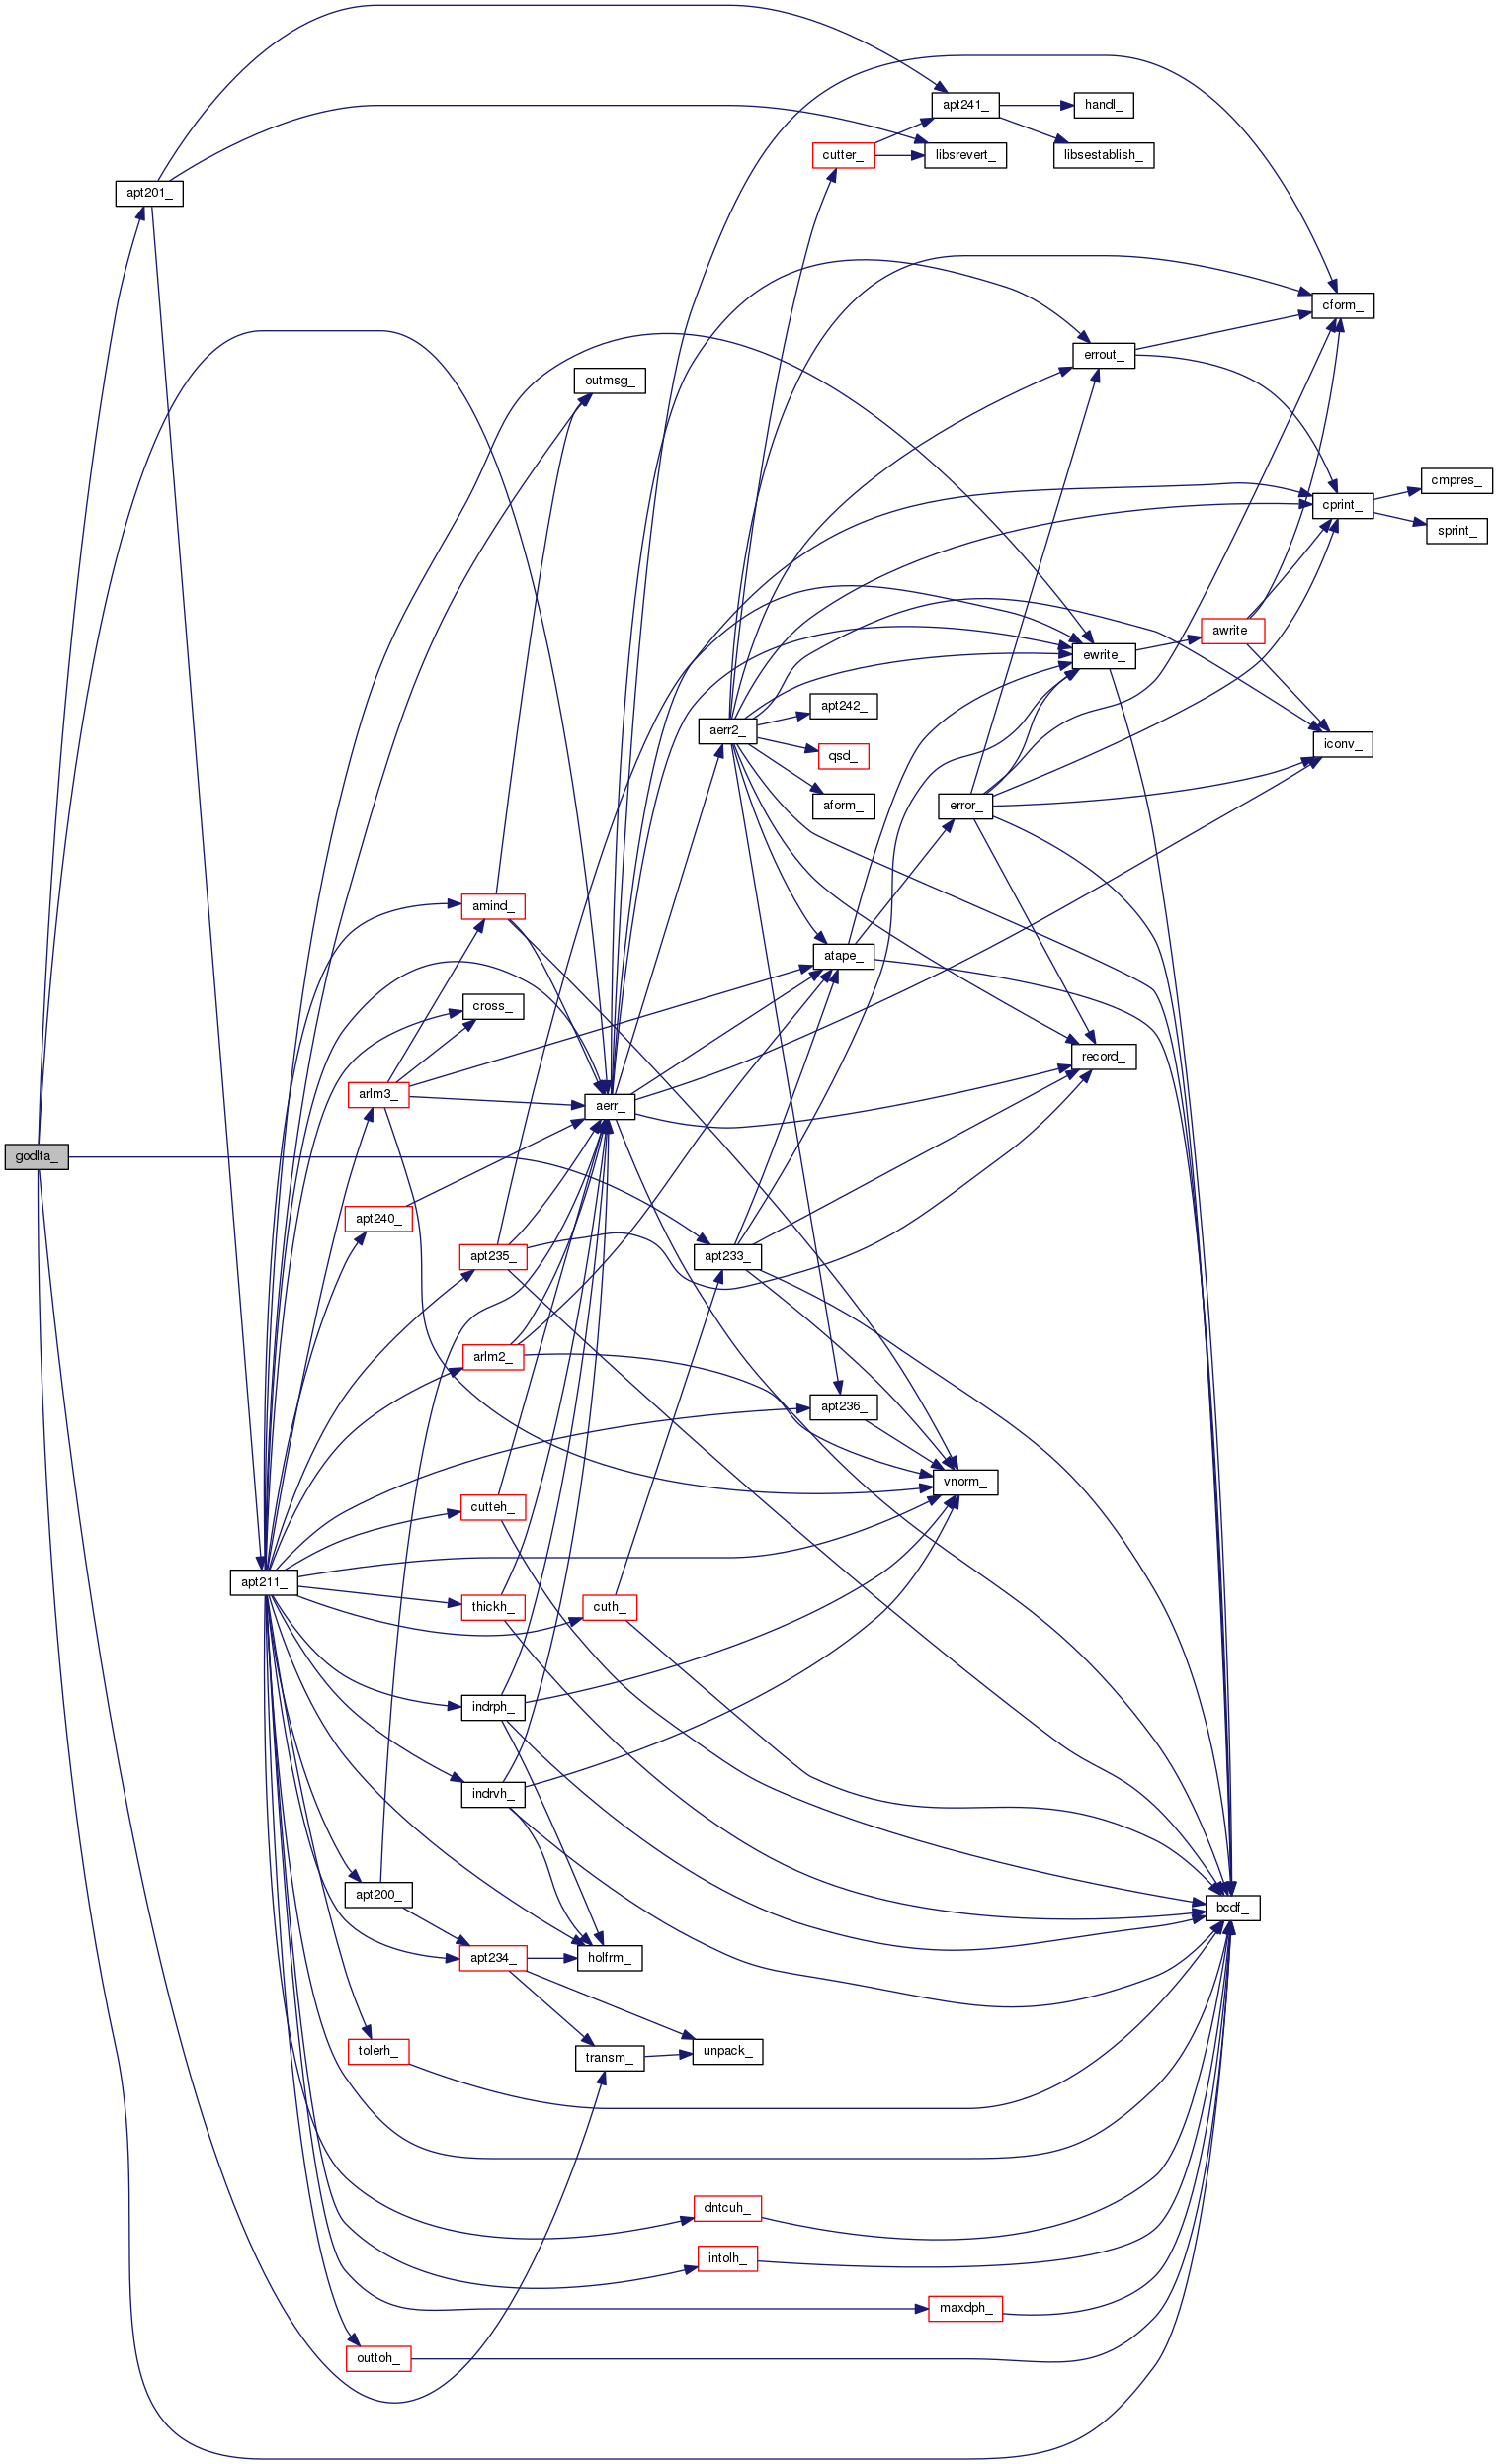 apt241_
handl_
cutter_
libsrevert_
libsestablish_
apt201_
cform_
errout_
outmsg_
cmpres_
cprint_
sprint_
awrite_
ewrite_
apt242_
aerr2_
iconv_
qsd_
error_
aform_
amind_
atape_
cross_
record_
arlm3_
aerr_
godlta_
apt240_
apt235_
apt233_
arlm2_
apt236_
vnorm_
cutteh_
apt211_
thickh_
cuth_
indrph_
indrvh_
apt200_
bcdf_
apt234_
holfrm_
tolerh_
transm_
unpack_
dntcuh_
intolh_
maxdph_
outtoh_